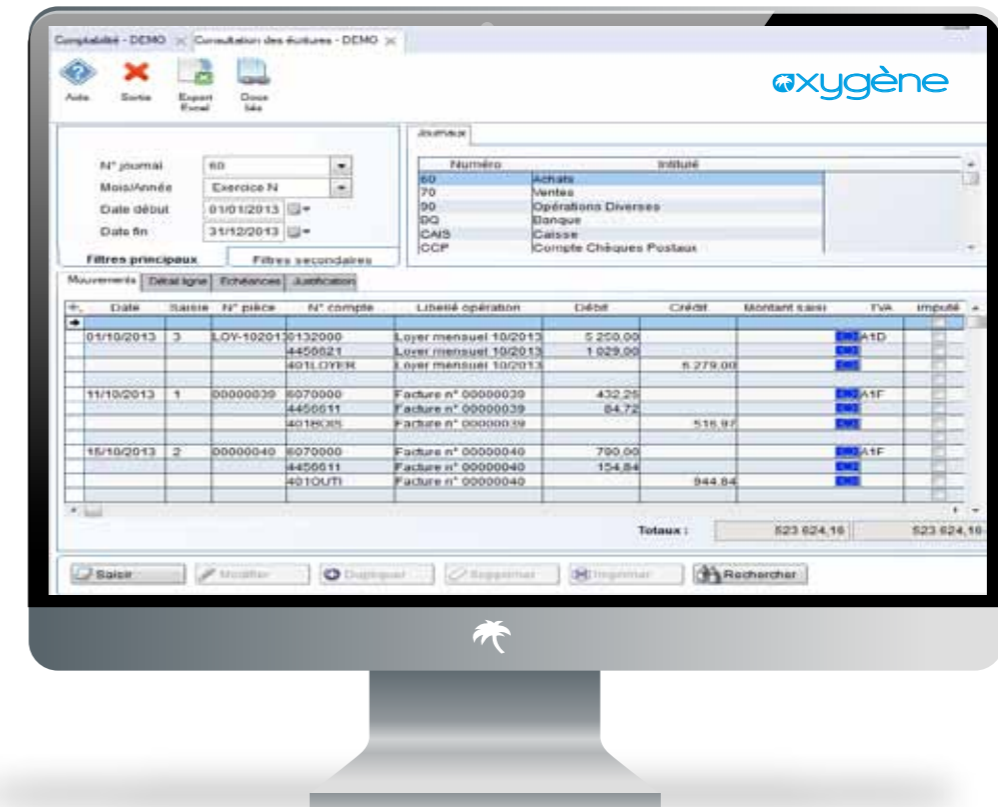 Comptabilité - DEMO Consultation des écritures - DEMO
oxygène
Aide Sortie Export Excel Docs liés
Journaux
N° journal 60
Mois/Année Exercice N
Date début 01/01/2013
Date fin 31/12/2013
Filtres principaux Filtres secondaires
Numéro Intitulé
60 Achats
70 Ventes
90 Opérations Diverses
BQ Banque
CAIS Caisse
CCP Compte Chèques Postaux
Mouvements Détail ligne Echéances Justification
Date Saisie N° pièce N° compte Libellé opération Débit Crédit Montant saisi TVA Imputé
01/10/2013 3 LOY-102013 6132000 Loyer mensuel 10/2013 5 250,00 A1D
Loyer mensuel 10/2013 1 029,00
401LOYER Loyer mensuel 10/2013 6 279,00
11/10/2013 1 00000039 6070000 Facture n° 00000039 432,25 A1F
4456611 Facture n° 00000039 84,72
401BOIS Facture n° 00000039 516,97
15/10/2013 2 00000040 6070000 Facture n° 00000040 790,00 A1F
4456611 Facture n° 00000040 154,84
401OUTI Facture n° 00000040 944,84
Totaux : 523 624,16 523 624,16
Saisir Modifier Dupliquer Supprimer Imprimer Rechercher